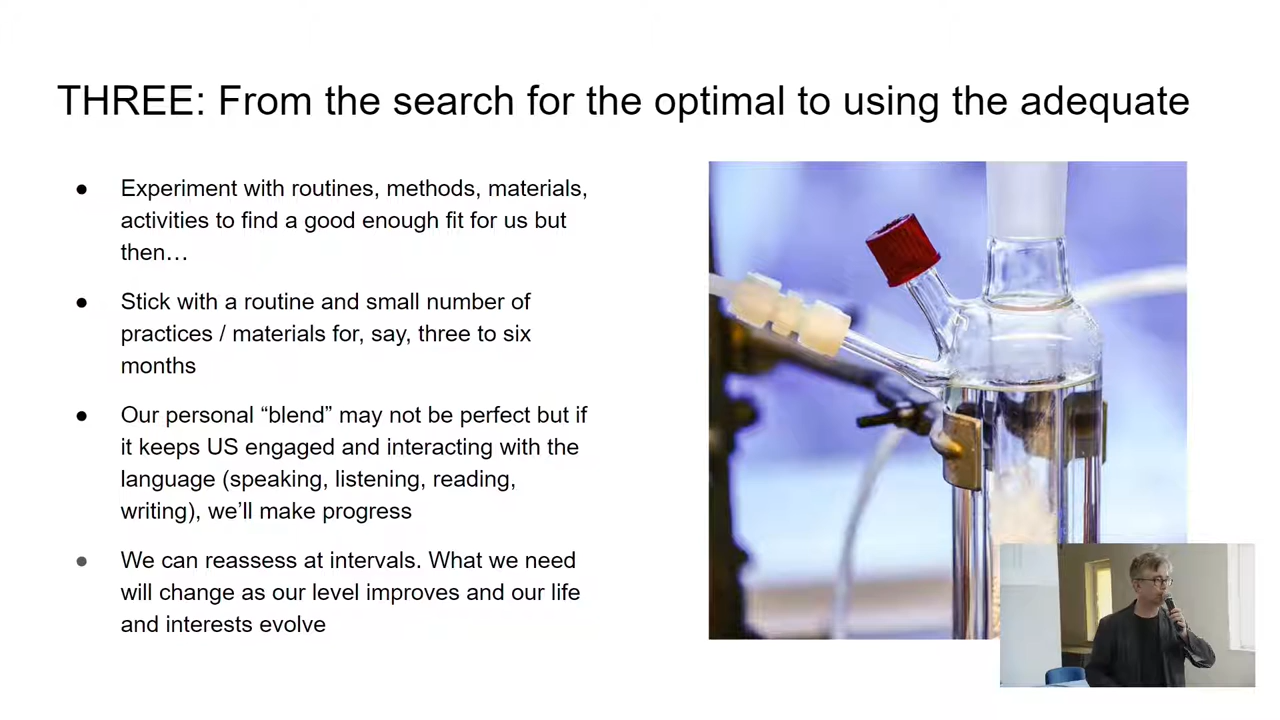 THREE: From the search for the optimal to using the adequate
● Experiment with routines, methods, materials,
activities to find a good enough fit for us but
then…
● Stick with a routine and small number of
practices / materials for, say, three to six
months
● Our personal “blend” may not be perfect but if
it keeps US engaged and interacting with the
language (speaking, listening, reading,
writing), we’ll make progress
● We can reassess at intervals. What we need
will change as our level improves and our life
and interests evolve